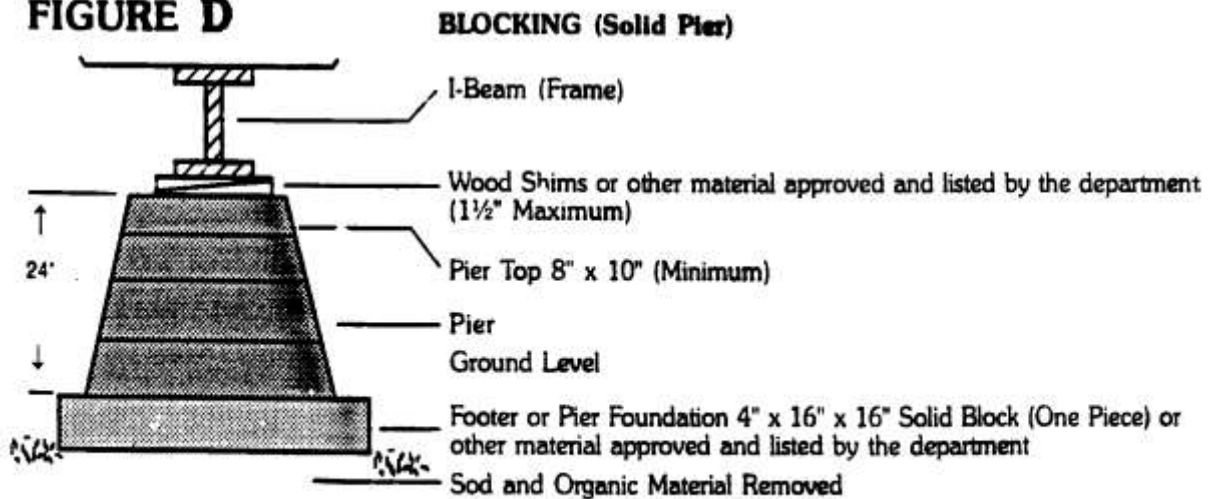 FIGURE D
BLOCKING (Solid Pier)
I-Beam (Frame)
Wood Shims or other material approved and listed by the department
(1½" Maximum)
Pier Top 8" x 10" (Minimum)
24"
Pier
Ground Level
Footer or Pier Foundation 4" x 16" x 16" Solid Block (One Piece) or
other material approved and listed by the department
Sod and Organic Material Removed